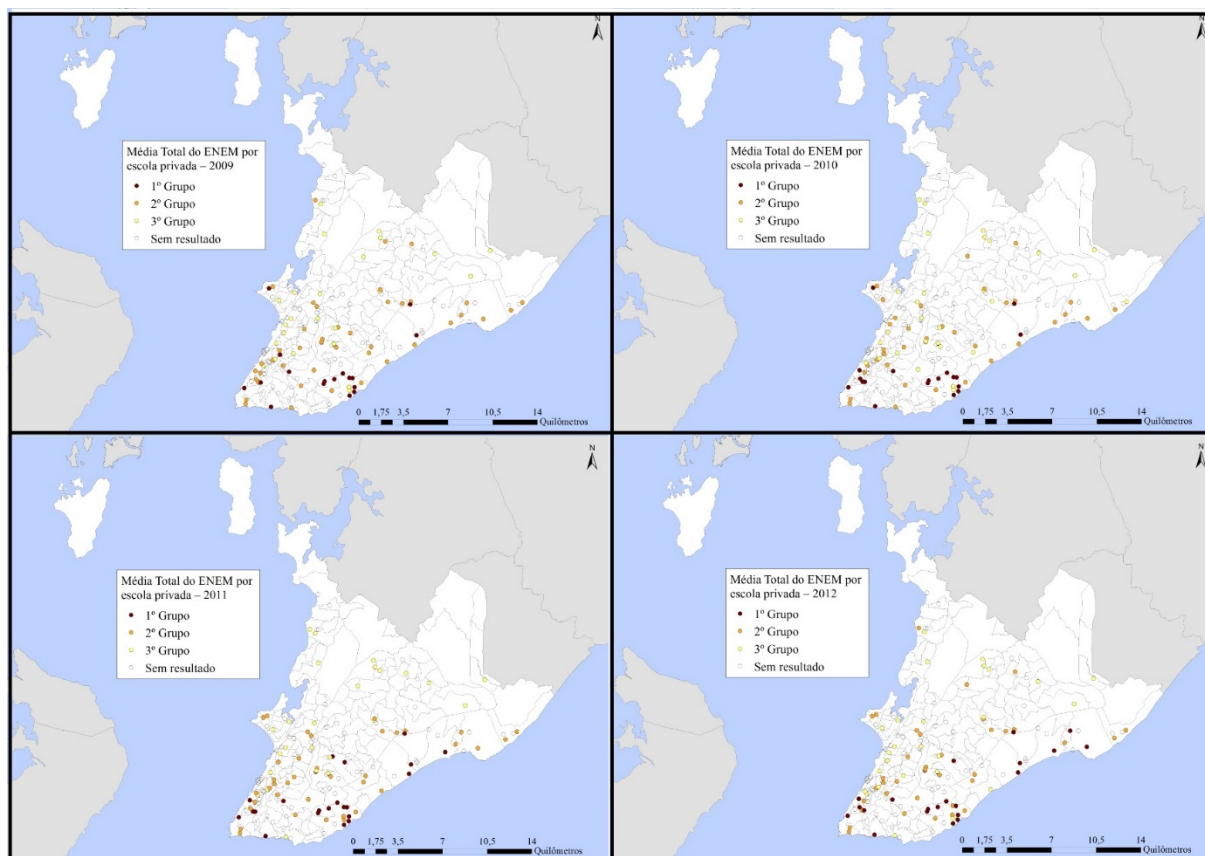 N
Média Total do ENEM por
escola privada – 2009
1º Grupo
2º Grupo
3º Grupo
Sem resultado
0 1,75 3,5 7 10,5 14
Quilômetros
N
Média Total do ENEM por
escola privada – 2010
1º Grupo
2º Grupo
3º Grupo
Sem resultado
0 1,75 3,5 7 10,5 14
Quilômetros
N
Média Total do ENEM por
escola privada – 2011
1º Grupo
2º Grupo
3º Grupo
Sem resultado
0 1,75 3,5 7 10,5 14
Quilômetros
N
Média Total do ENEM por
escola privada – 2012
1º Grupo
2º Grupo
3º Grupo
Sem resultado
0 1,75 3,5 7 10,5 14
Quilômetros